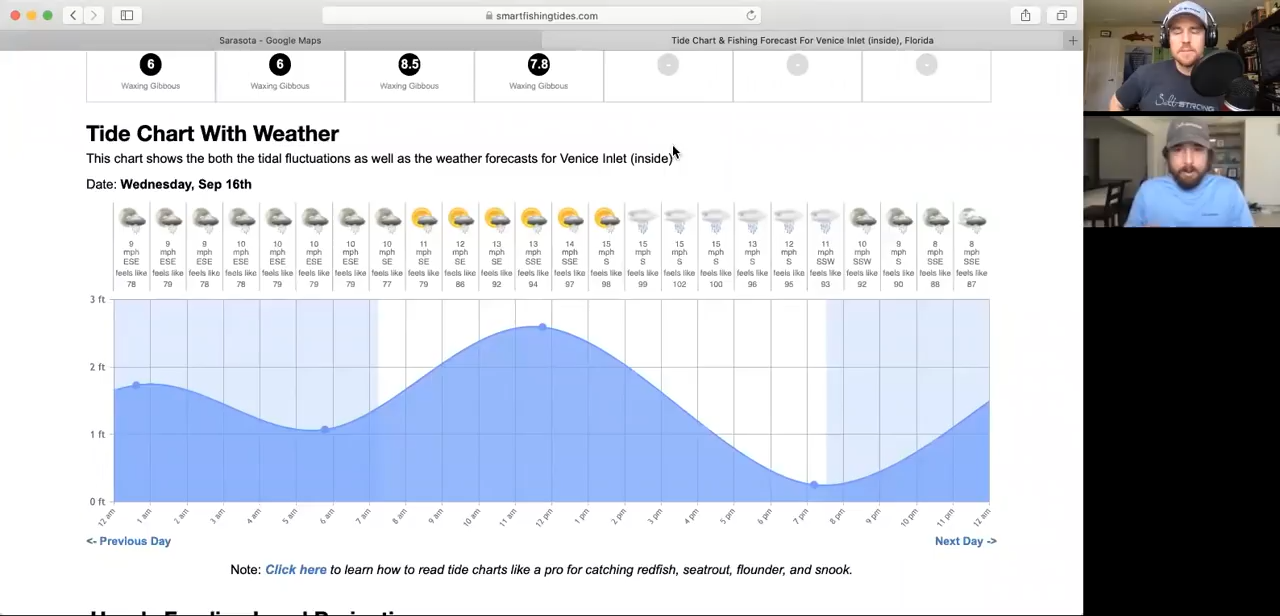 smartfishingtides.com
Sarasota - Google Maps
Tide Chart & Fishing Forecast For Venice Inlet (inside), Florida
6 6 8.5 7.8 - - -
Waxing Gibbous Waxing Gibbous Waxing Gibbous Waxing Gibbous
Tide Chart With Weather
This chart shows the both the tidal fluctuations as well as the weather forecasts for Venice Inlet (inside)
Date: Wednesday, Sep 16th
9 9 9 10 10 10 10 10 11 12 13 13 14 15 15 15 15 13 12 11 10 9 8 8
mph mph mph mph mph mph mph mph mph mph mph mph mph mph mph mph mph mph mph mph mph mph mph mph
ESE ESE ESE ESE ESE ESE ESE SE SE SE SE SSE SSE S S S S S S SSW SSW S SSE SSE
feels like feels like feels like feels like feels like feels like feels like feels like feels like feels like feels like feels like feels like feels like feels like feels like feels like feels like feels like feels like feels like feels like feels like feels like
78 79 78 78 79 79 79 77 79 86 92 94 97 98 99 102 100 96 95 93 92 90 88 87
3 ft
2 ft
1 ft
0 ft
12 am 1 am 2 am 3 am 4 am 5 am 6 am 7 am 8 am 9 am 10 am 11 am 12 pm 1 pm 2 pm 3 pm 4 pm 5 pm 6 pm 7 pm 8 pm 9 pm 10 pm 11 pm 12 am
<- Previous Day Next Day ->
Note: Click here to learn how to read tide charts like a pro for catching redfish, seatrout, flounder, and snook.
Salt STRONG